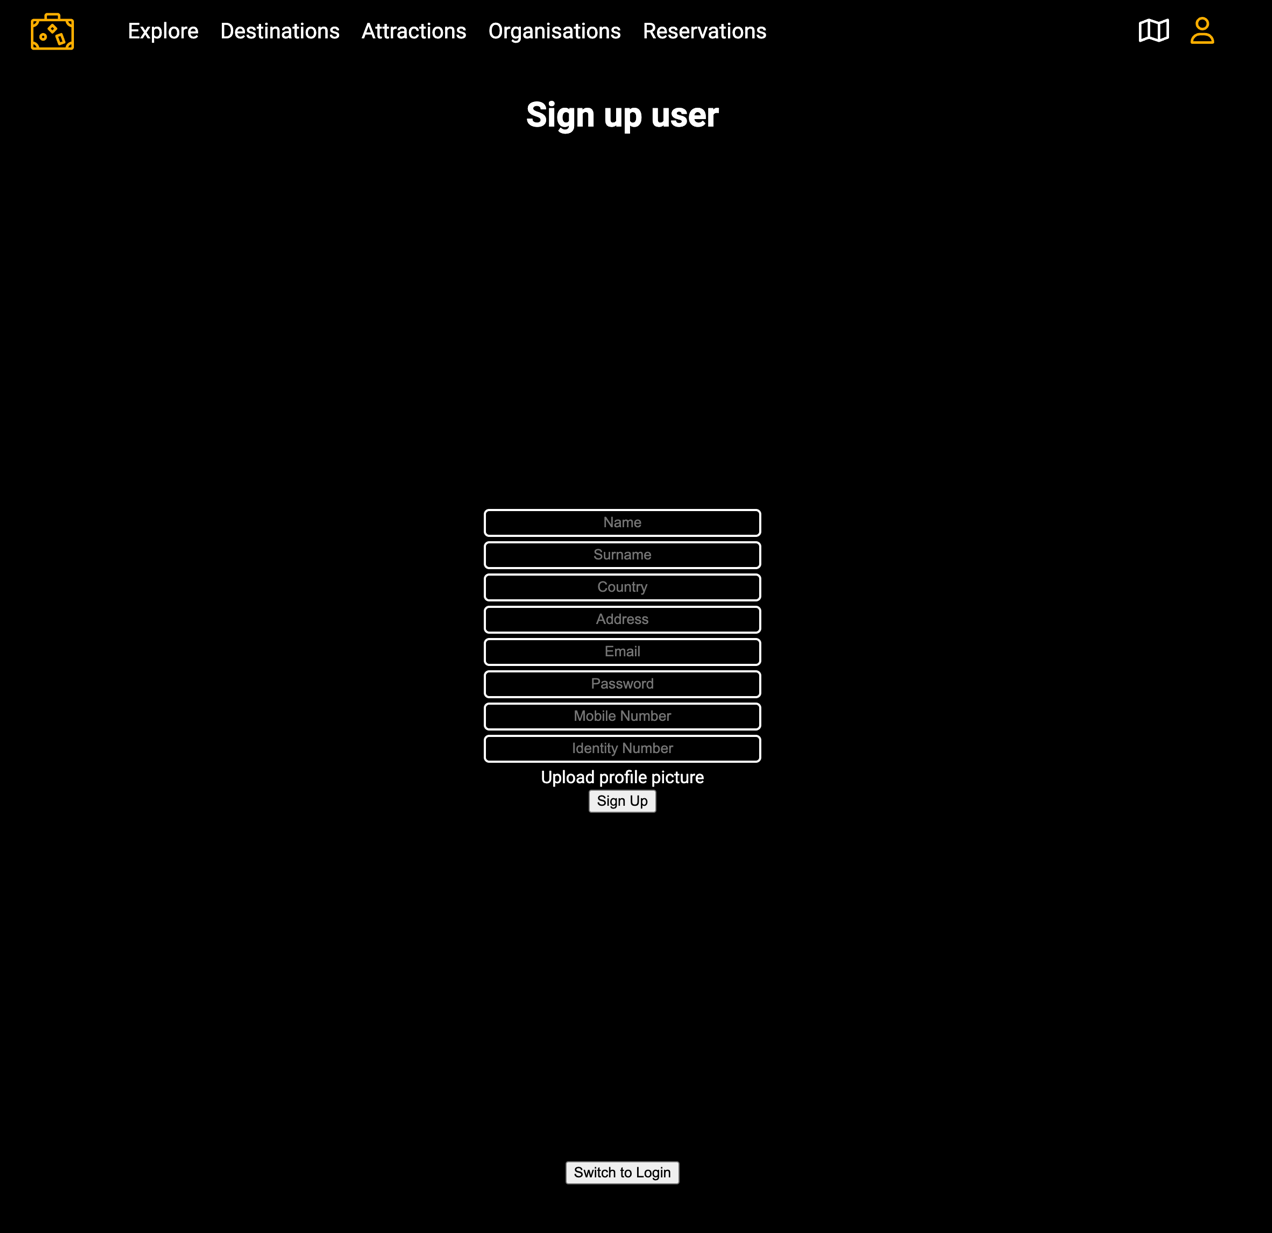 Explore Destinations Attractions Organisations Reservations
Sign up user
Name
Surname
Country
Address
Email
Password
Mobile Number
Identity Number
Upload profile picture
Sign Up
Switch to Login